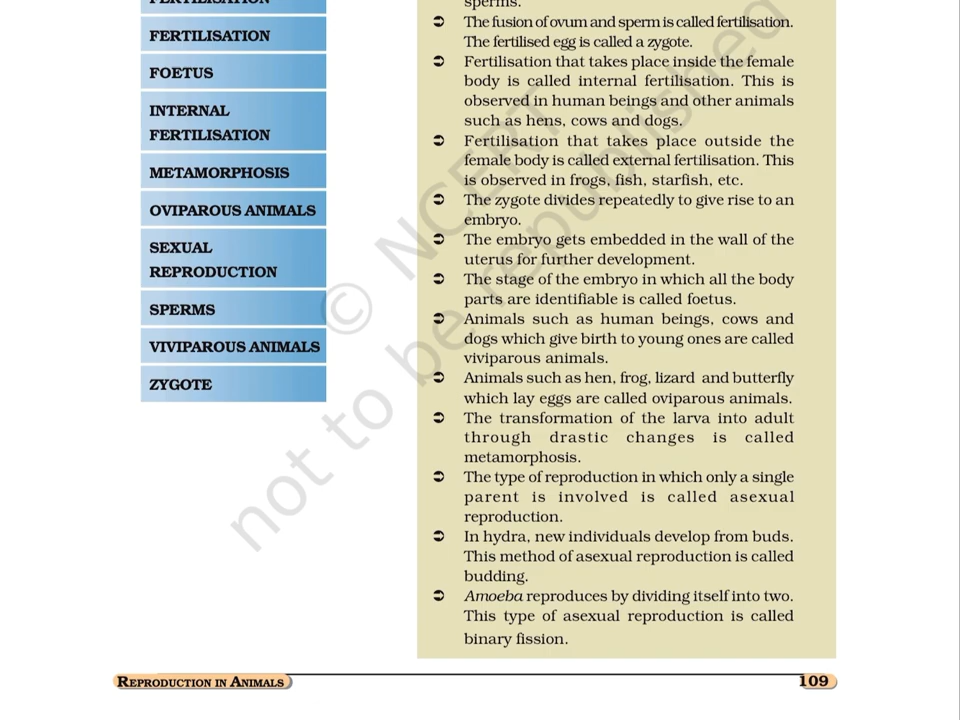 FERTILISATION
FERTILISATION
FOETUS
INTERNAL
FERTILISATION
METAMORPHOSIS
OVIPAROUS ANIMALS
SEXUAL
REPRODUCTION
SPERMS
VIVIPAROUS ANIMALS
ZYGOTE
sperms.
➲ The fusion of ovum and sperm is called fertilisation.
The fertilised egg is called a zygote.
➲ Fertilisation that takes place inside the female
body is called internal fertilisation. This is
observed in human beings and other animals
such as hens, cows and dogs.
➲ Fertilisation that takes place outside the
female body is called external fertilisation. This
is observed in frogs, fish, starfish, etc.
➲ The zygote divides repeatedly to give rise to an
embryo.
➲ The embryo gets embedded in the wall of the
uterus for further development.
➲ The stage of the embryo in which all the body
parts are identifiable is called foetus.
➲ Animals such as human beings, cows and
dogs which give birth to young ones are called
viviparous animals.
➲ Animals such as hen, frog, lizard and butterfly
which lay eggs are called oviparous animals.
➲ The transformation of the larva into adult
through drastic changes is called
metamorphosis.
➲ The type of reproduction in which only a single
parent is involved is called asexual
reproduction.
➲ In hydra, new individuals develop from buds.
This method of asexual reproduction is called
budding.
➲ Amoeba reproduces by dividing itself into two.
This type of asexual reproduction is called
binary fission.
© NCERT
not to be republished
REPRODUCTION IN ANIMALS
109